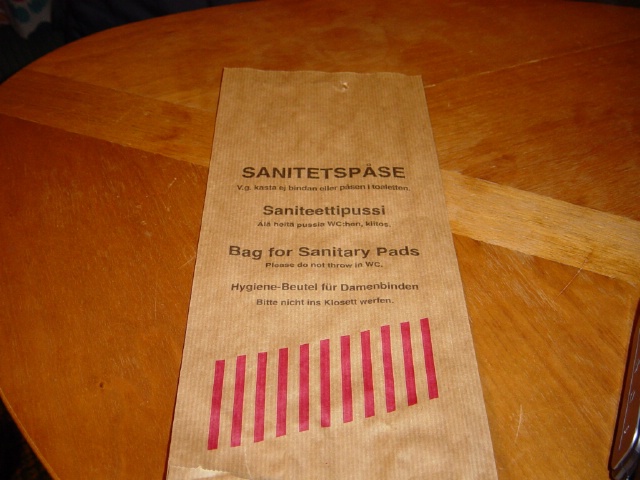 SANITETSPÅSE
V.g. kasta ej bindan eller påsen i toaletten.
Saniteettipussi
Älä heitä pussia WC:hen, kiitos.
Bag for Sanitary Pads
Please do not throw in WC.
Hygiene-Beutel für Damenbinden
Bitte nicht ins Klosett werfen.